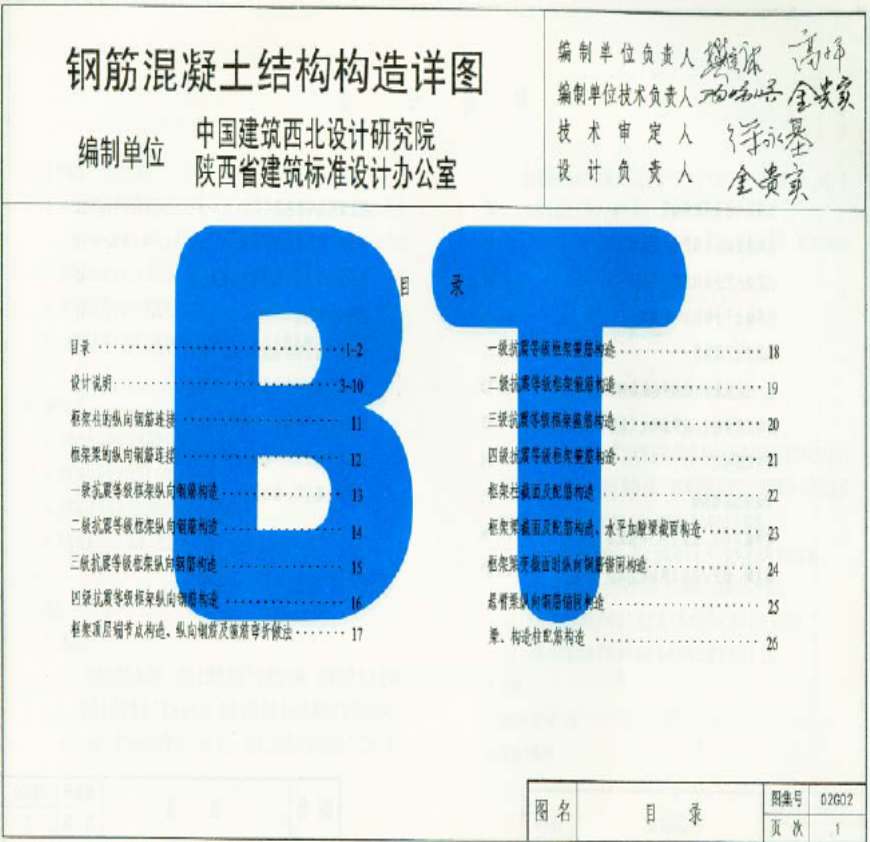 钢筋混凝土结构构造详图
编制单位
中国建筑西北设计研究院
陕西省建筑标准设计办公室
编制单位负责人
编制单位技术负责人 金贵实
技术审定人
设计负责人 金贵实
BT
目 录
目录 1-2
设计说明 3-10
框架柱的纵向钢筋连接 11
框架梁的纵向钢筋连接 12
一级抗震等级框架纵向钢筋构造 13
二级抗震等级框架纵向钢筋构造 14
三级抗震等级框架纵向钢筋构造 15
四级抗震等级框架纵向钢筋构造 16
框架顶层端节点构造、纵向钢筋及箍筋弯折做法 17
一级抗震等级框架箍筋构造 18
二级抗震等级框架箍筋构造 19
三级抗震等级框架箍筋构造 20
四级抗震等级框架箍筋构造 21
框架柱截面及配筋构造 22
框架梁截面及配筋构造、水平加腋梁截面构造 23
框架梁变截面时纵向钢筋锚固构造 24
悬臂梁纵向钢筋锚固构造 25
梁、构造柱配筋构造 26
图名 目 录
图集号 02G02
页 次 1